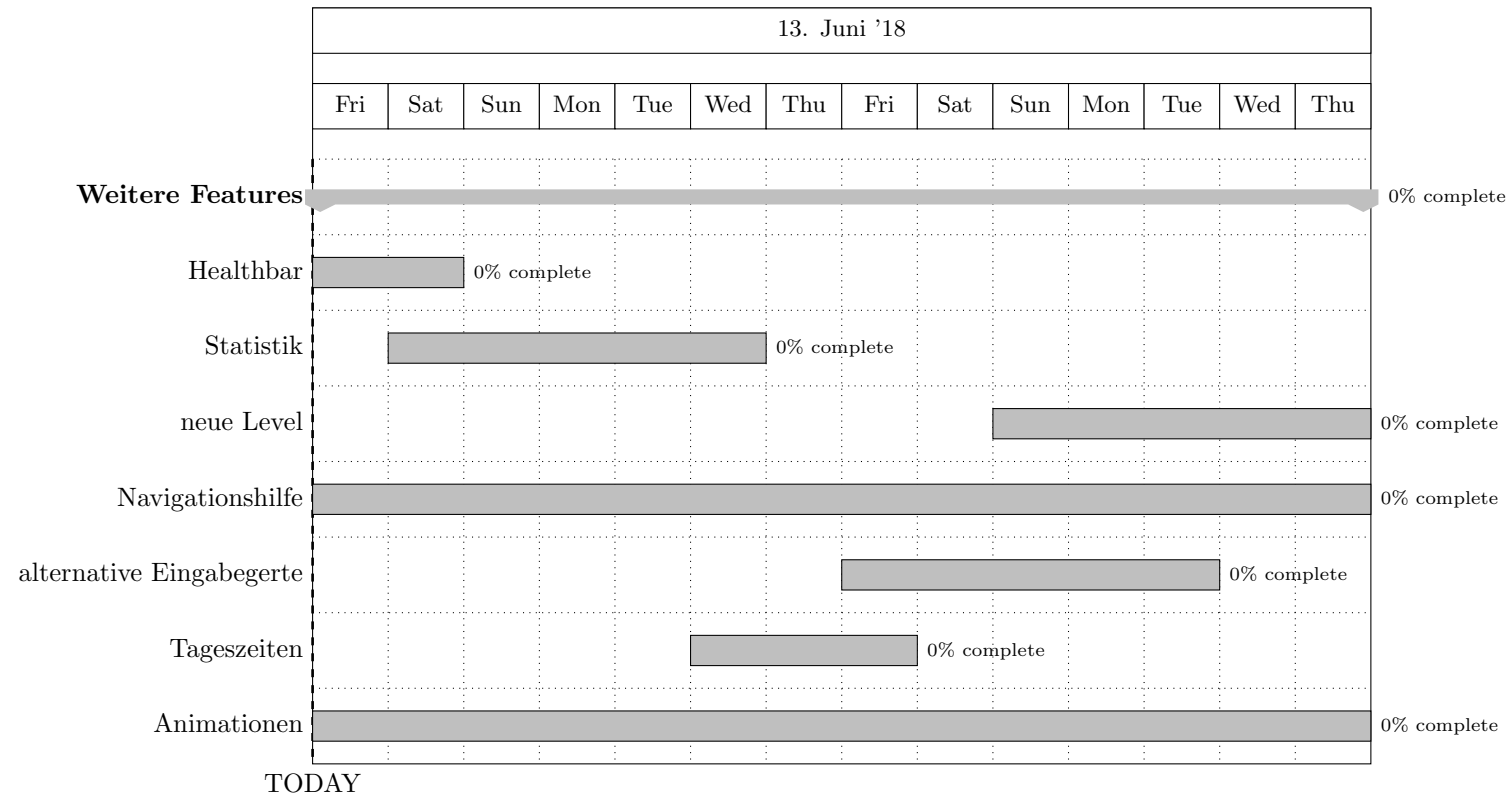 13. Juni ’18
Fri Sat Sun Mon Tue Wed Thu Fri Sat Sun Mon Tue Wed Thu
Weitere Features 0% complete
Healthbar 0% complete
Statistik 0% complete
neue Level 0% complete
Navigationshilfe 0% complete
alternative Eingabegerte 0% complete
Tageszeiten 0% complete
Animationen 0% complete
TODAY